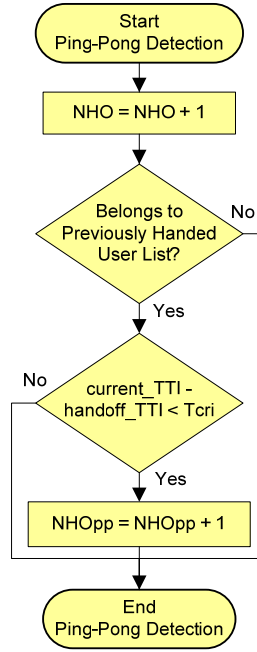 Start
Ping-Pong Detection
NHO = NHO + 1
Belongs to
Previously Handed
User List?
No
Yes
No
current_TTI -
handoff_TTI < Tcri
Yes
NHOpp = NHOpp + 1
End
Ping-Pong Detection